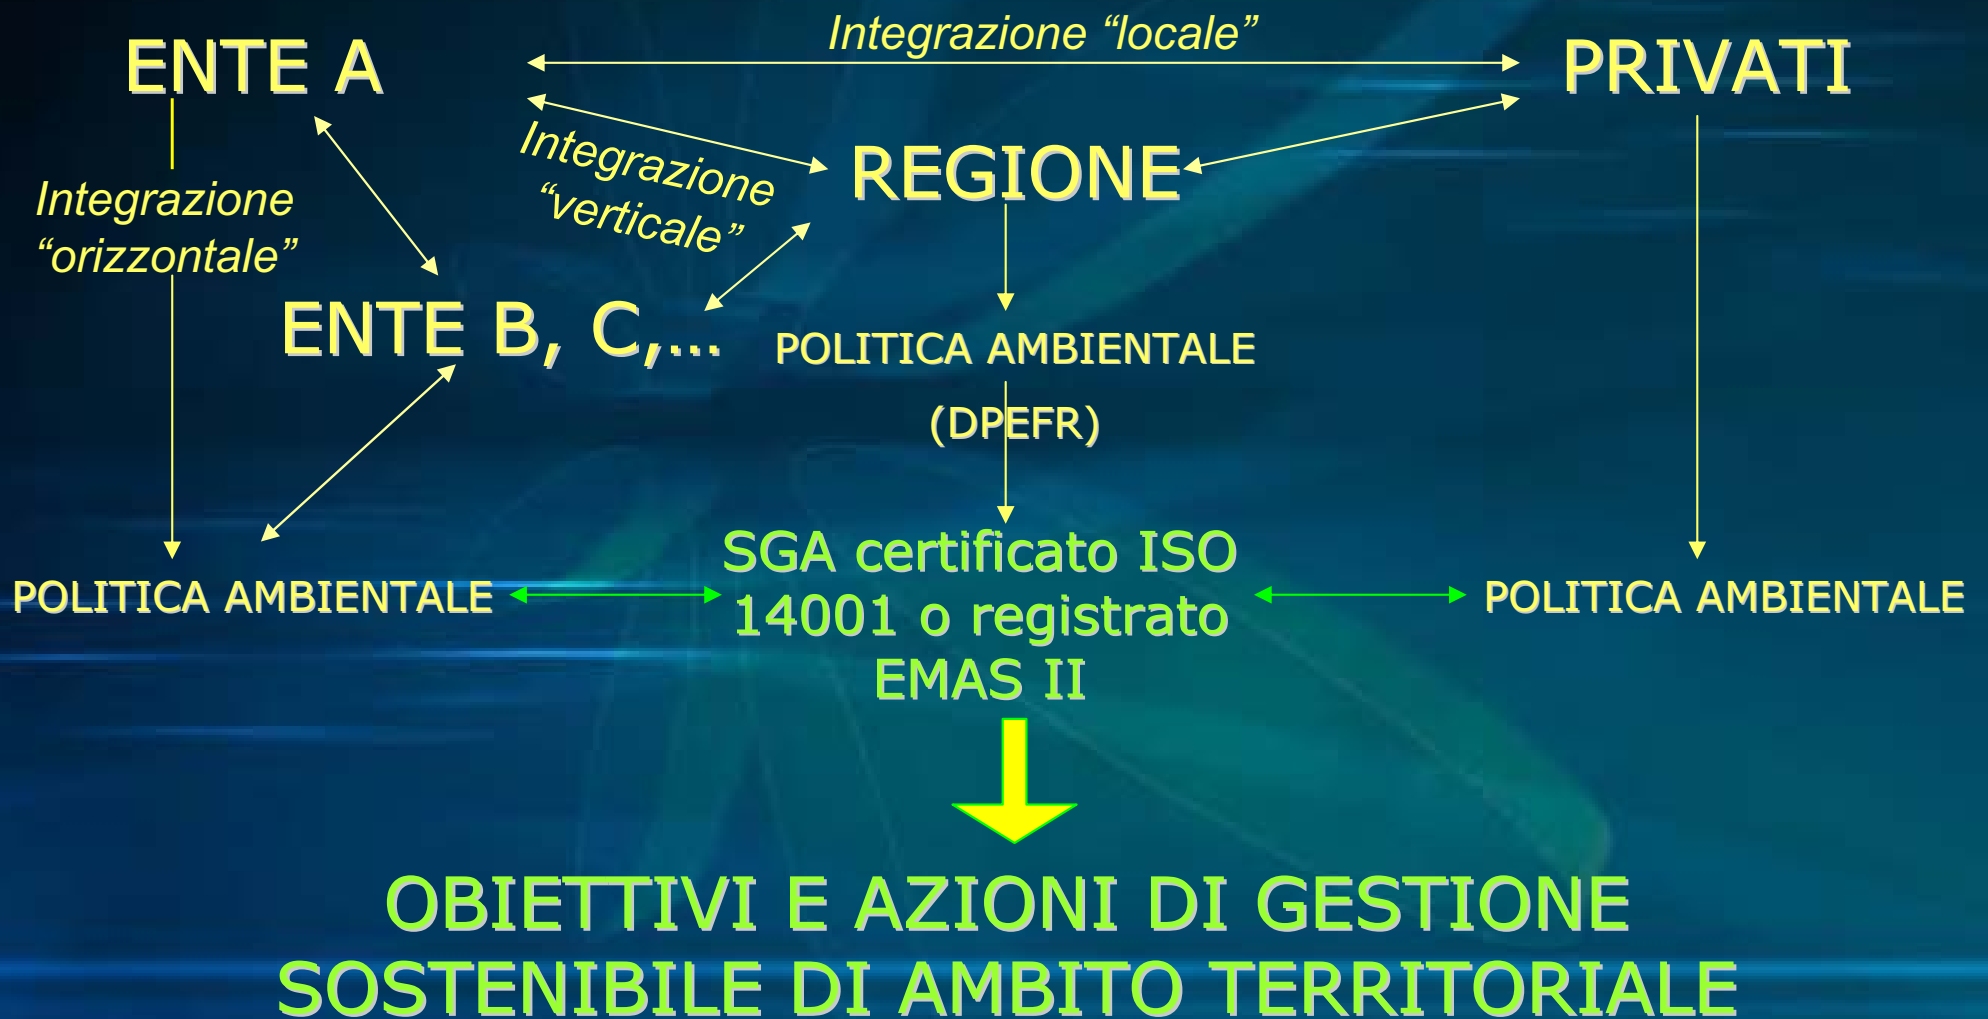 Integrazione “locale”
ENTE A
PRIVATI
Integrazione
“verticale”
REGIONE
Integrazione
“orizzontale”
ENTE B, C,...
POLITICA AMBIENTALE
(DPEFR)
SGA certificato ISO
14001 o registrato
EMAS II
POLITICA AMBIENTALE
POLITICA AMBIENTALE
OBIETTIVI E AZIONI DI GESTIONE
SOSTENIBILE DI AMBITO TERRITORIALE